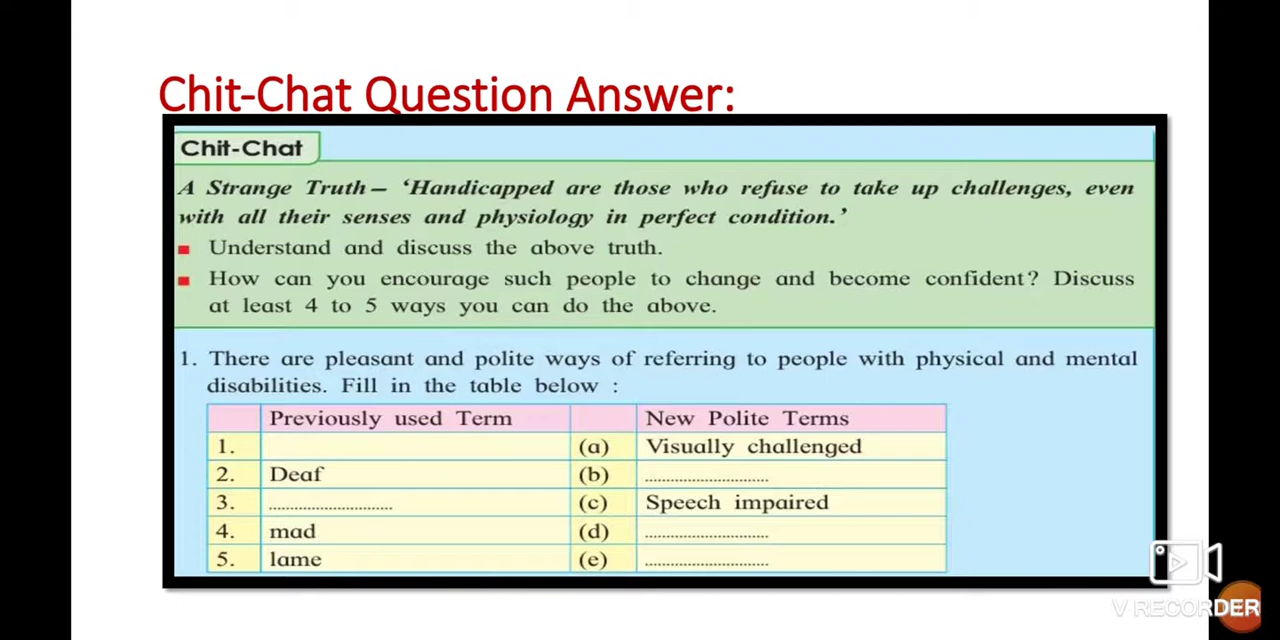 Chit-Chat Question Answer:
Chit-Chat
A Strange Truth – ‘Handicapped are those who refuse to take up challenges, even
with all their senses and physiology in perfect condition.’
Understand and discuss the above truth.
How can you encourage such people to change and become confident? Discuss
at least 4 to 5 ways you can do the above.
1. There are pleasant and polite ways of referring to people with physical and mental
disabilities. Fill in the table below :
Previously used Term New Polite Terms
1. (a) Visually challenged
2. Deaf (b) ............................
3. ............................ (c) Speech impaired
4. mad (d) ............................
5. lame (e) ............................
V RECORDER